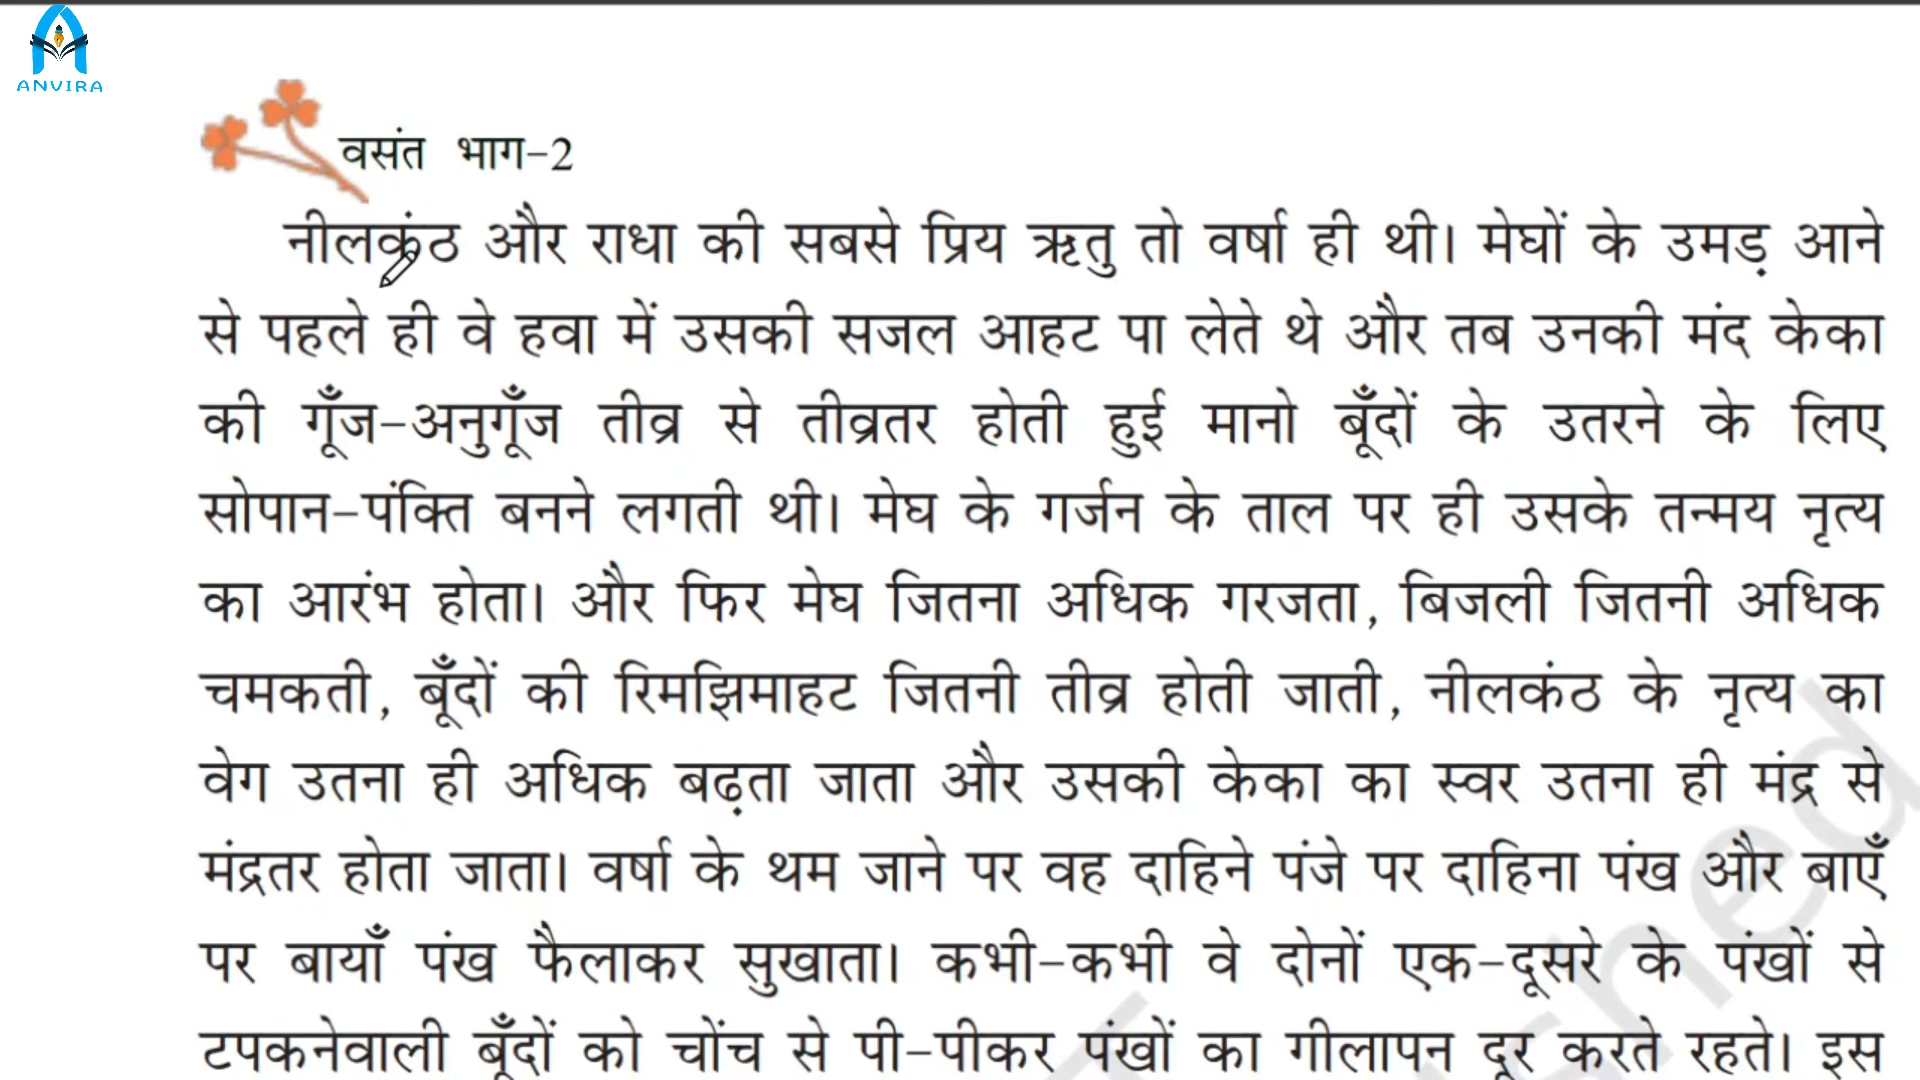 ANVIRA
वसंत भाग-2
नीलकंठ और राधा की सबसे प्रिय ऋतु तो वर्षा ही थी। मेघों के उमड़ आने
से पहले ही वे हवा में उसकी सजल आहट पा लेते थे और तब उनकी मंद केका
की गूँज-अनुगूँज तीव्र से तीव्रतर होती हुई मानो बूँदों के उतरने के लिए
सोपान-पंक्ति बनने लगती थी। मेघ के गर्जन के ताल पर ही उसके तन्मय नृत्य
का आरंभ होता। और फिर मेघ जितना अधिक गरजता, बिजली जितनी अधिक
चमकती, बूँदों की रिमझिमाहट जितनी तीव्र होती जाती, नीलकंठ के नृत्य का
वेग उतना ही अधिक बढ़ता जाता और उसकी केका का स्वर उतना ही मंद्र से
मंद्रतर होता जाता। वर्षा के थम जाने पर वह दाहिने पंजे पर दाहिना पंख और बाएँ
पर बायाँ पंख फैलाकर सुखाता। कभी-कभी वे दोनों एक-दूसरे के पंखों से
टपकनेवाली बूँदों को चोंच से पी-पीकर पंखों का गीलापन दूर करते रहते। इस